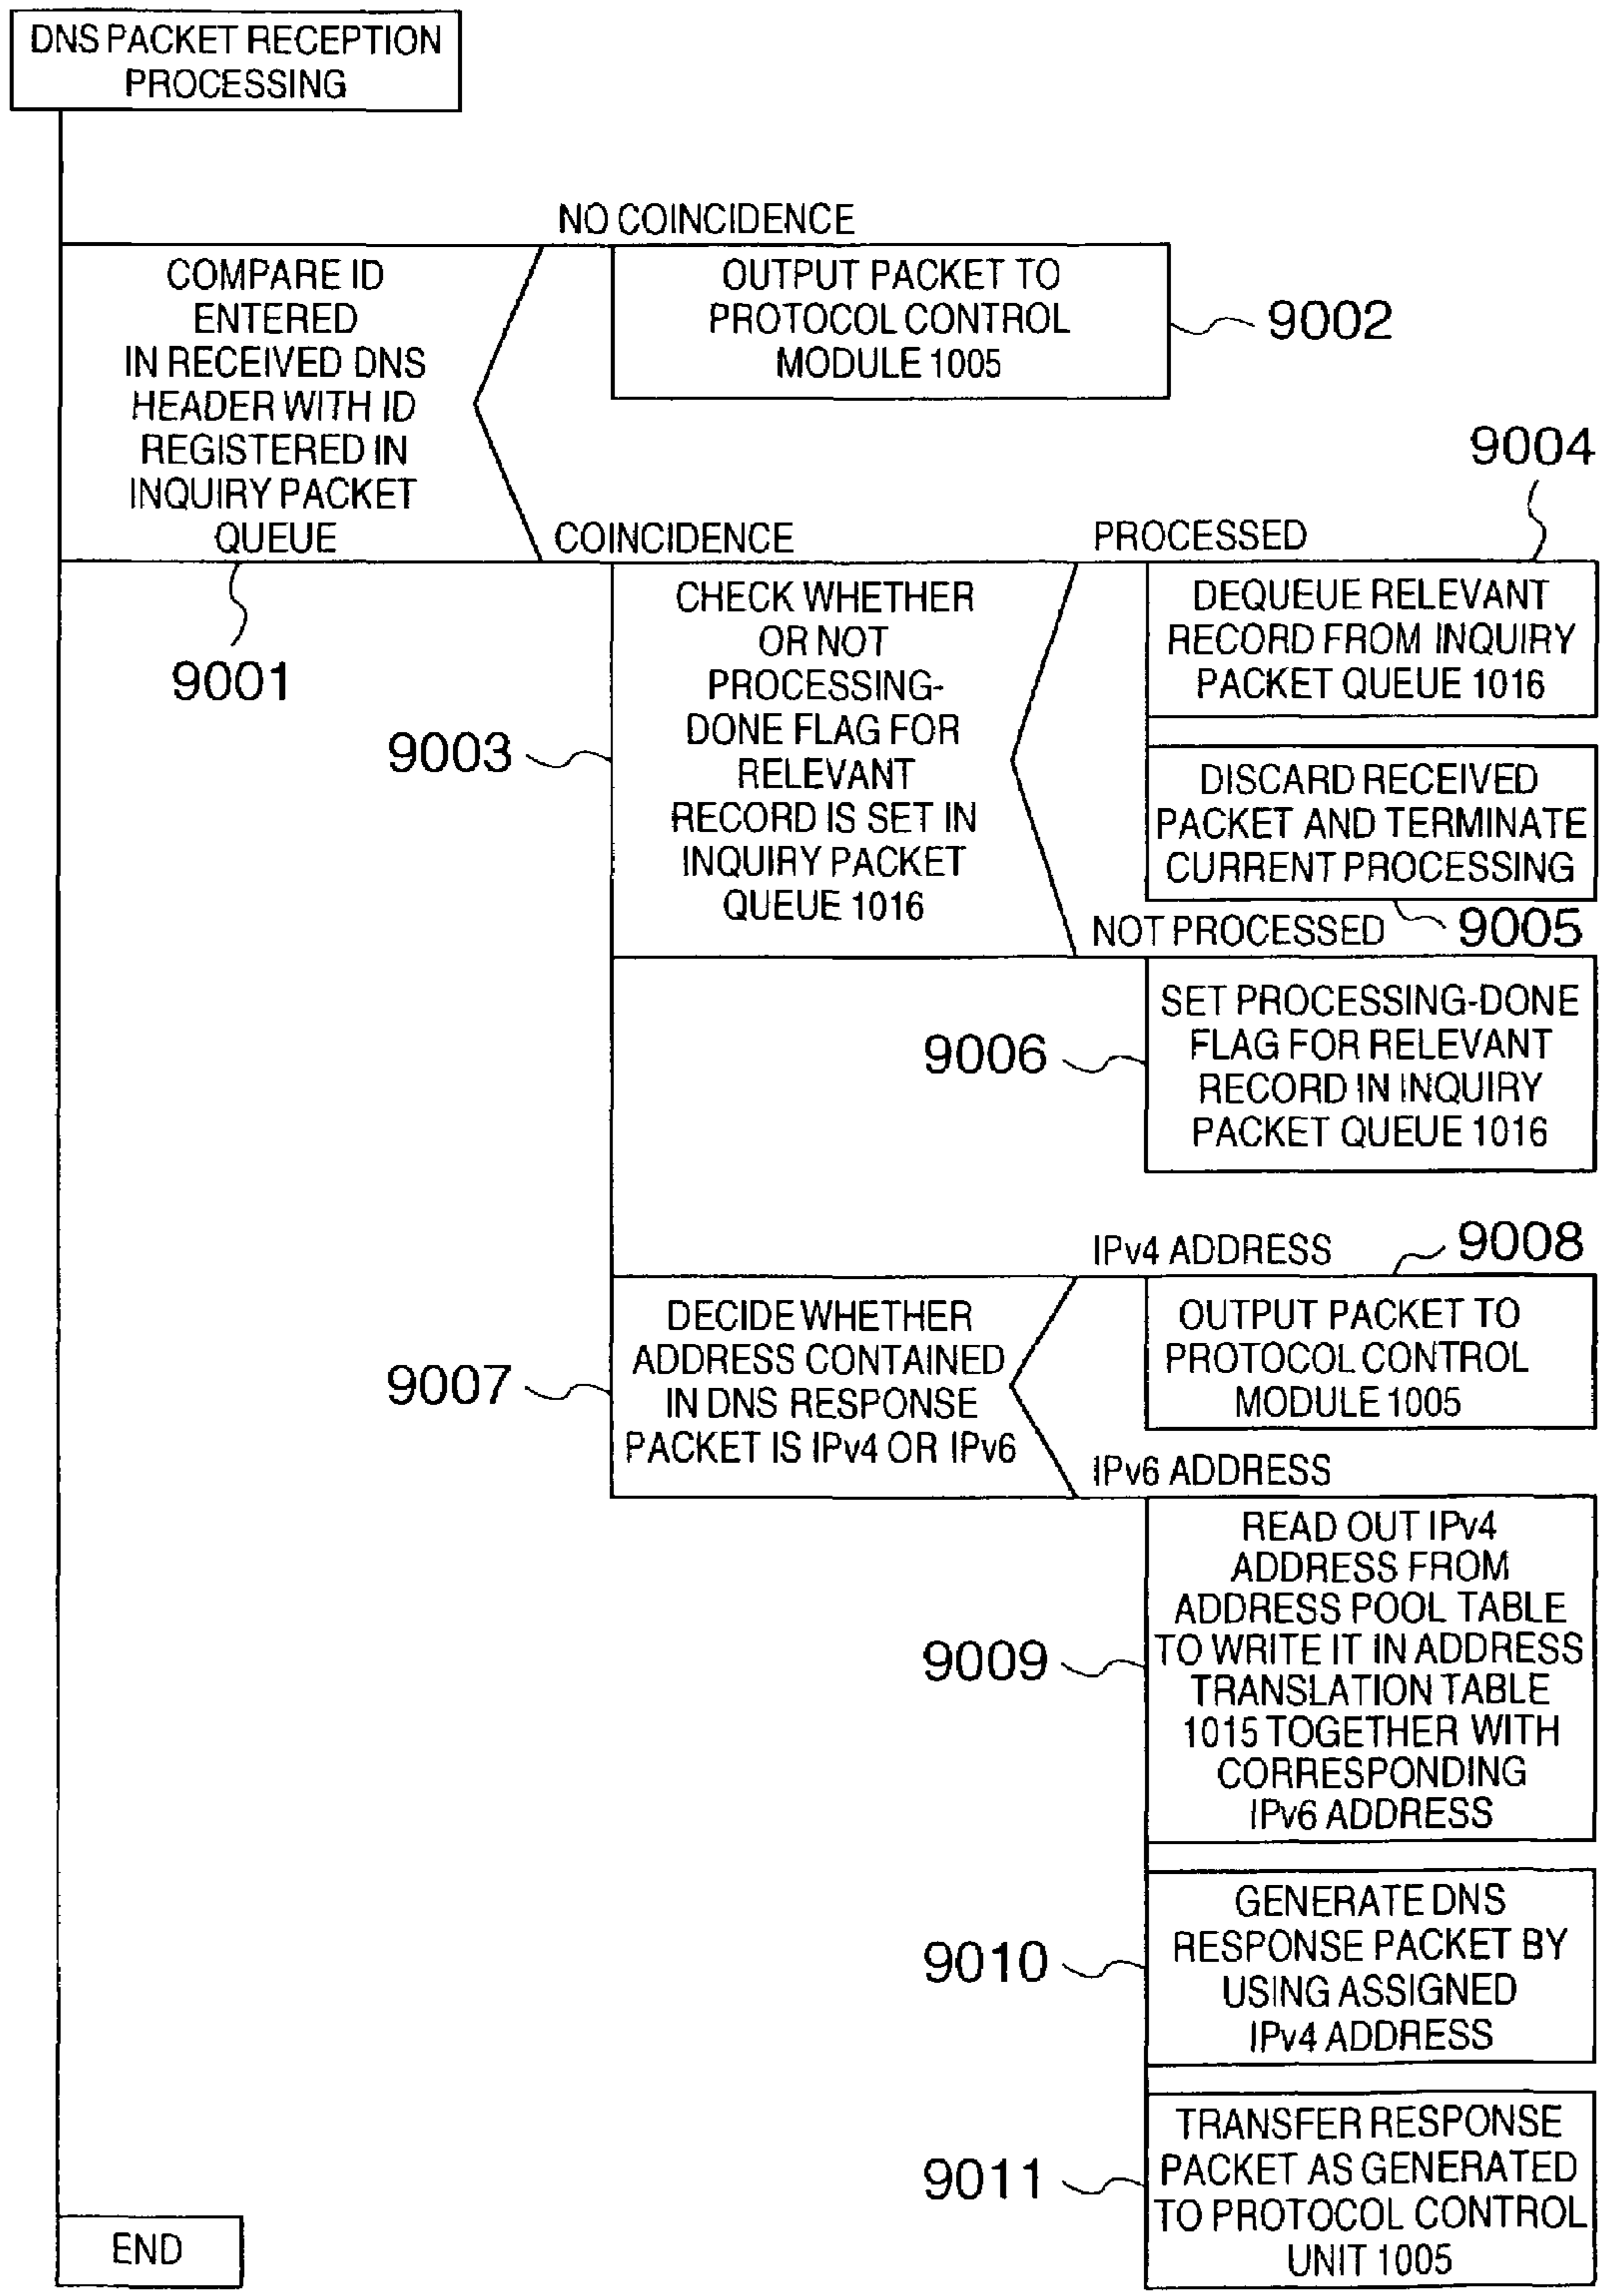 DNS PACKET RECEPTION
PROCESSING
NO COINCIDENCE
COMPARE ID
ENTERED
IN RECEIVED DNS
HEADER WITH ID
REGISTERED IN
INQUIRY PACKET
QUEUE
9001
OUTPUT PACKET TO
PROTOCOL CONTROL
MODULE 1005
9002
COINCIDENCE
9003
CHECK WHETHER
OR NOT
PROCESSING-
DONE FLAG FOR
RELEVANT
RECORD IS SET IN
INQUIRY PACKET
QUEUE 1016
PROCESSED
9004
DEQUEUE RELEVANT
RECORD FROM INQUIRY
PACKET QUEUE 1016
DISCARD RECEIVED
PACKET AND TERMINATE
CURRENT PROCESSING
9005
NOT PROCESSED
9006
SET PROCESSING-DONE
FLAG FOR RELEVANT
RECORD IN INQUIRY
PACKET QUEUE 1016
9007
DECIDE WHETHER
ADDRESS CONTAINED
IN DNS RESPONSE
PACKET IS IPv4 OR IPv6
IPv4 ADDRESS
9008
OUTPUT PACKET TO
PROTOCOL CONTROL
MODULE 1005
IPv6 ADDRESS
9009
READ OUT IPv4
ADDRESS FROM
ADDRESS POOL TABLE
TO WRITE IT IN ADDRESS
TRANSLATION TABLE
1015 TOGETHER WITH
CORRESPONDING
IPv6 ADDRESS
9010
GENERATE DNS
RESPONSE PACKET BY
USING ASSIGNED
IPv4 ADDRESS
9011
TRANSFER RESPONSE
PACKET AS GENERATED
TO PROTOCOL CONTROL
UNIT 1005
END